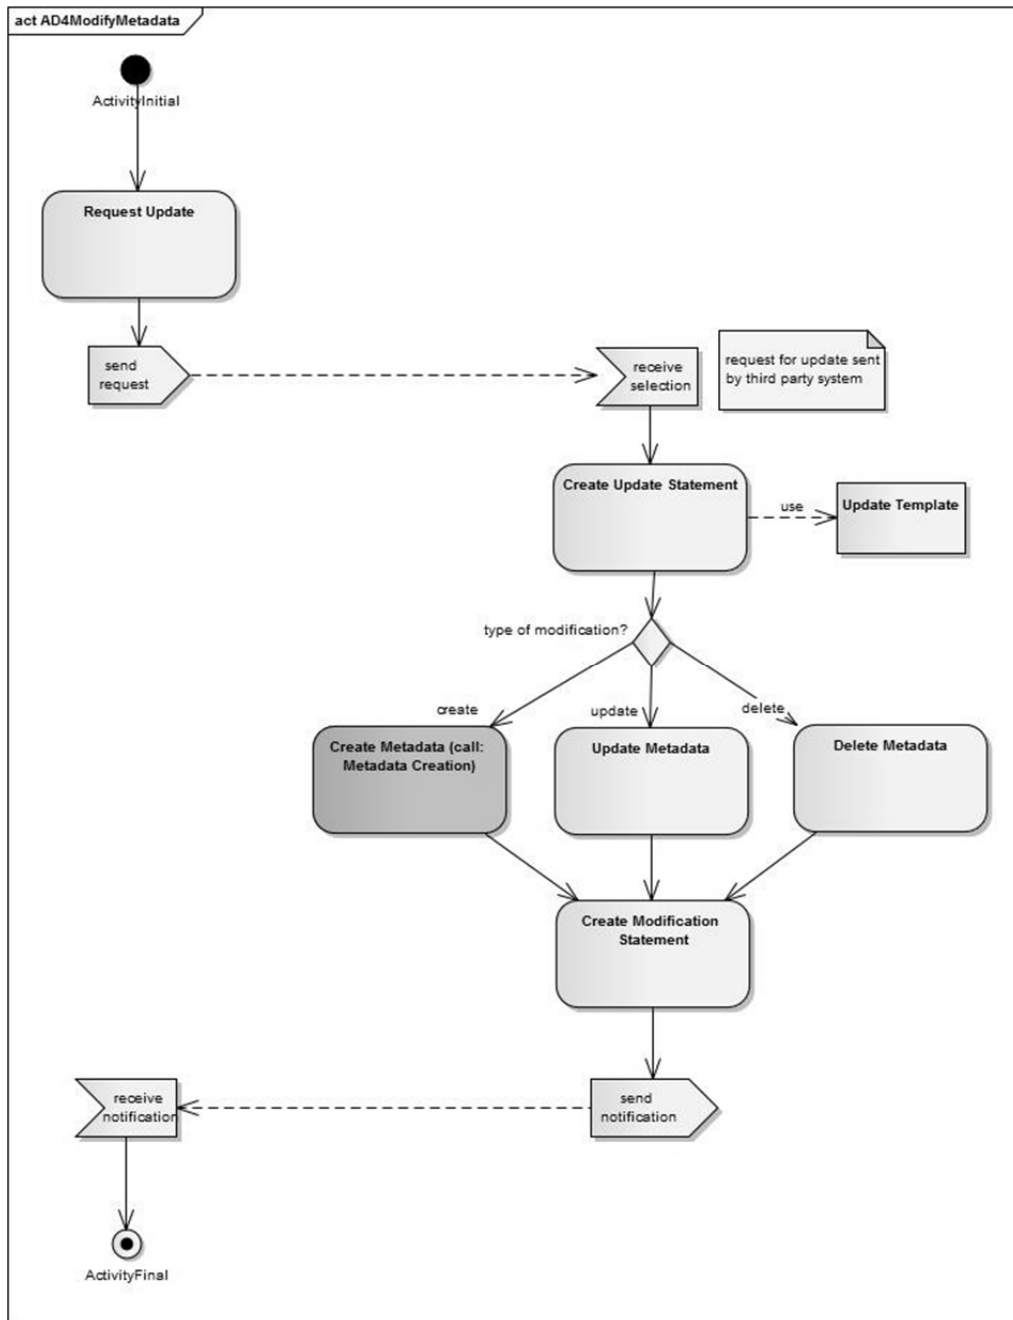 act AD4ModifyMetadata
ActivityInitial
Request Update
send
request
receive
selection
request for update sent
by third party system
Create Update Statement
use
Update Template
type of modification?
create
update
delete
Create Metadata (call:
Metadata Creation)
Update Metadata
Delete Metadata
Create Modification
Statement
receive
notification
send
notification
ActivityFinal